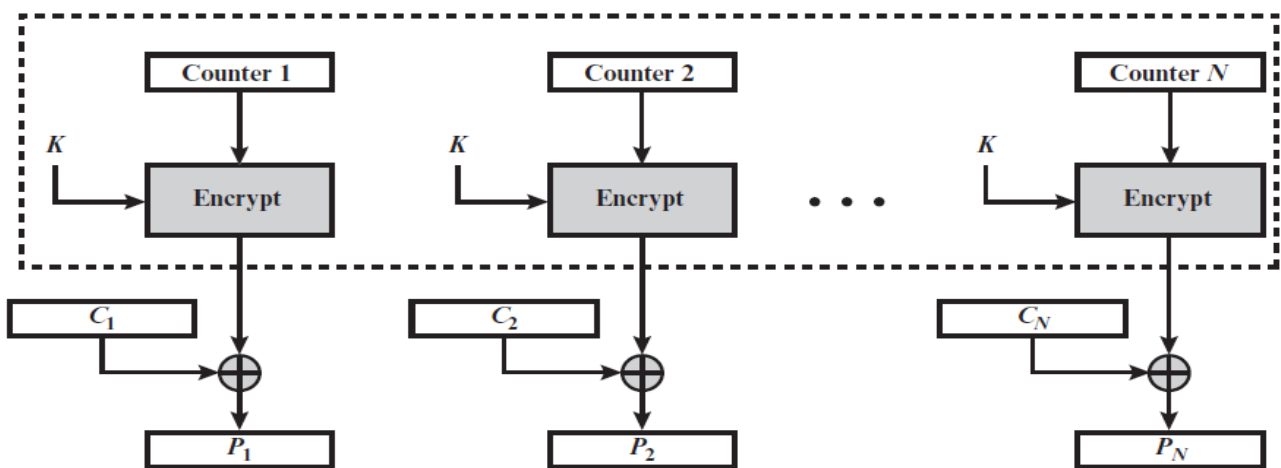 Counter 1 Counter 2 Counter N
K K K
Encrypt Encrypt • • • Encrypt
C1 C2 CN
P1 P2 PN